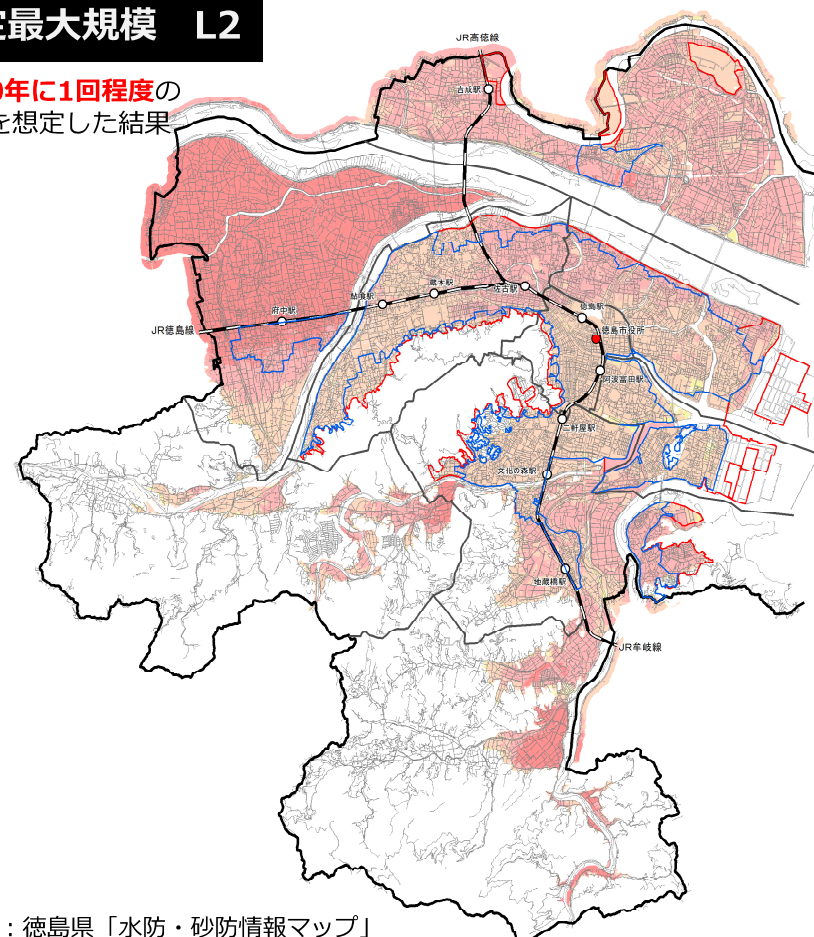 定最大規模 L2
0年に1回程度の
を想定した結果
JR高徳線
吉成駅
鮎喰駅
蔵本駅
佐古駅
徳島駅
府中駅
JR徳島線
徳島市役所
阿波富田駅
二軒屋駅
文化の森駅
地蔵橋駅
JR牟岐線
：徳島県「水防・砂防情報マップ」